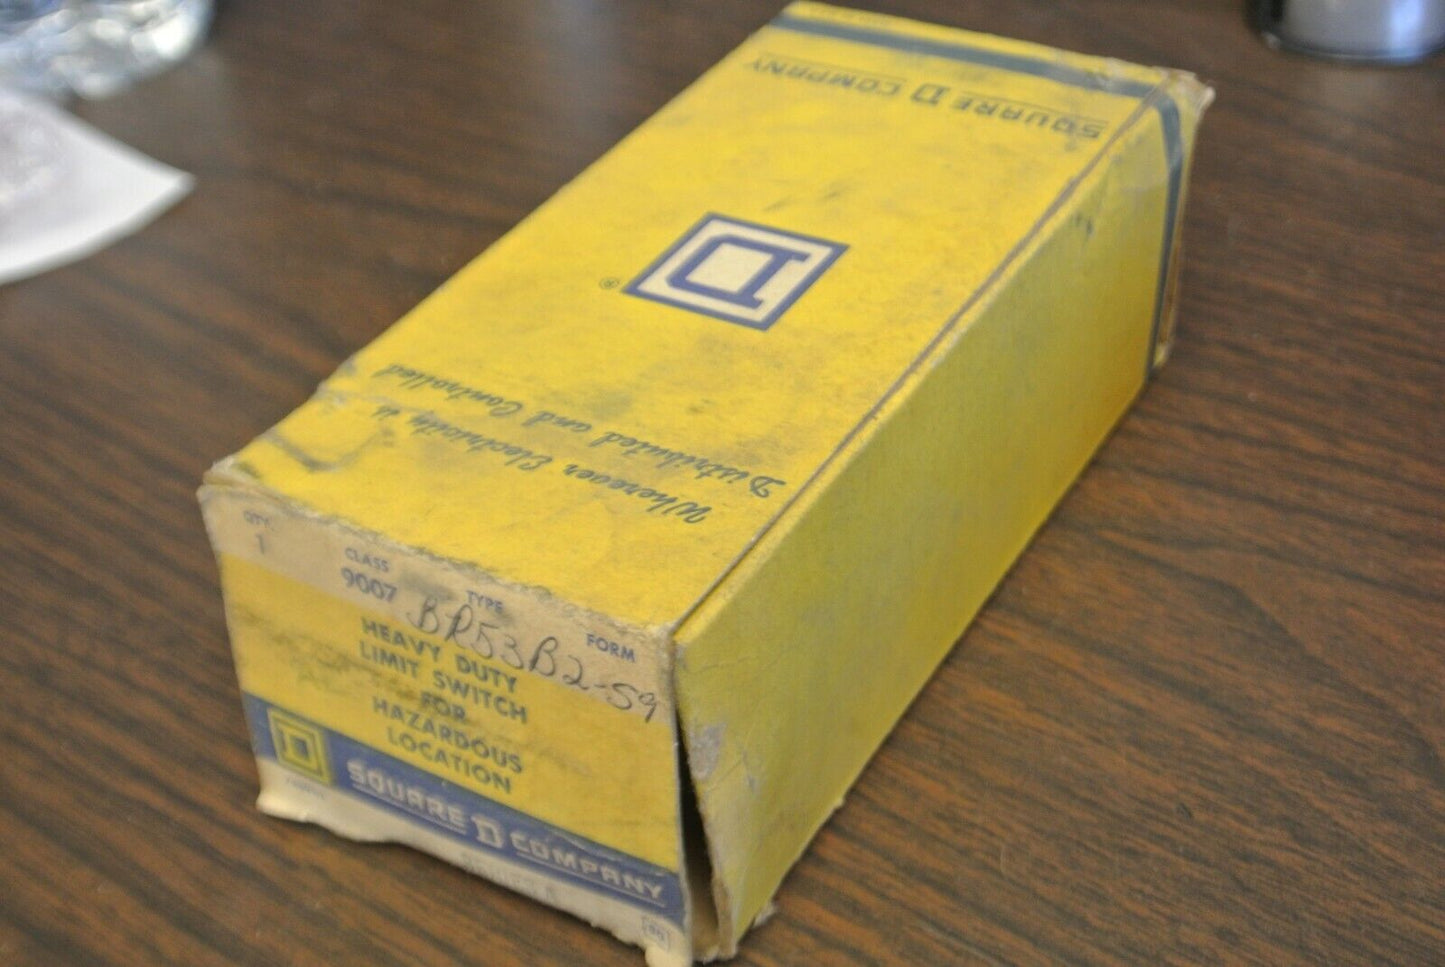 SQUARE D COMPANY
D
®
Wherever Electricity is
Distributed and Controlled
QTY. CLASS TYPE FORM
1 9007 BR53B2-S9
HEAVY DUTY
LIMIT SWITCH
FOR
HAZARDOUS
LOCATION
D
SQUARE D COMPANY